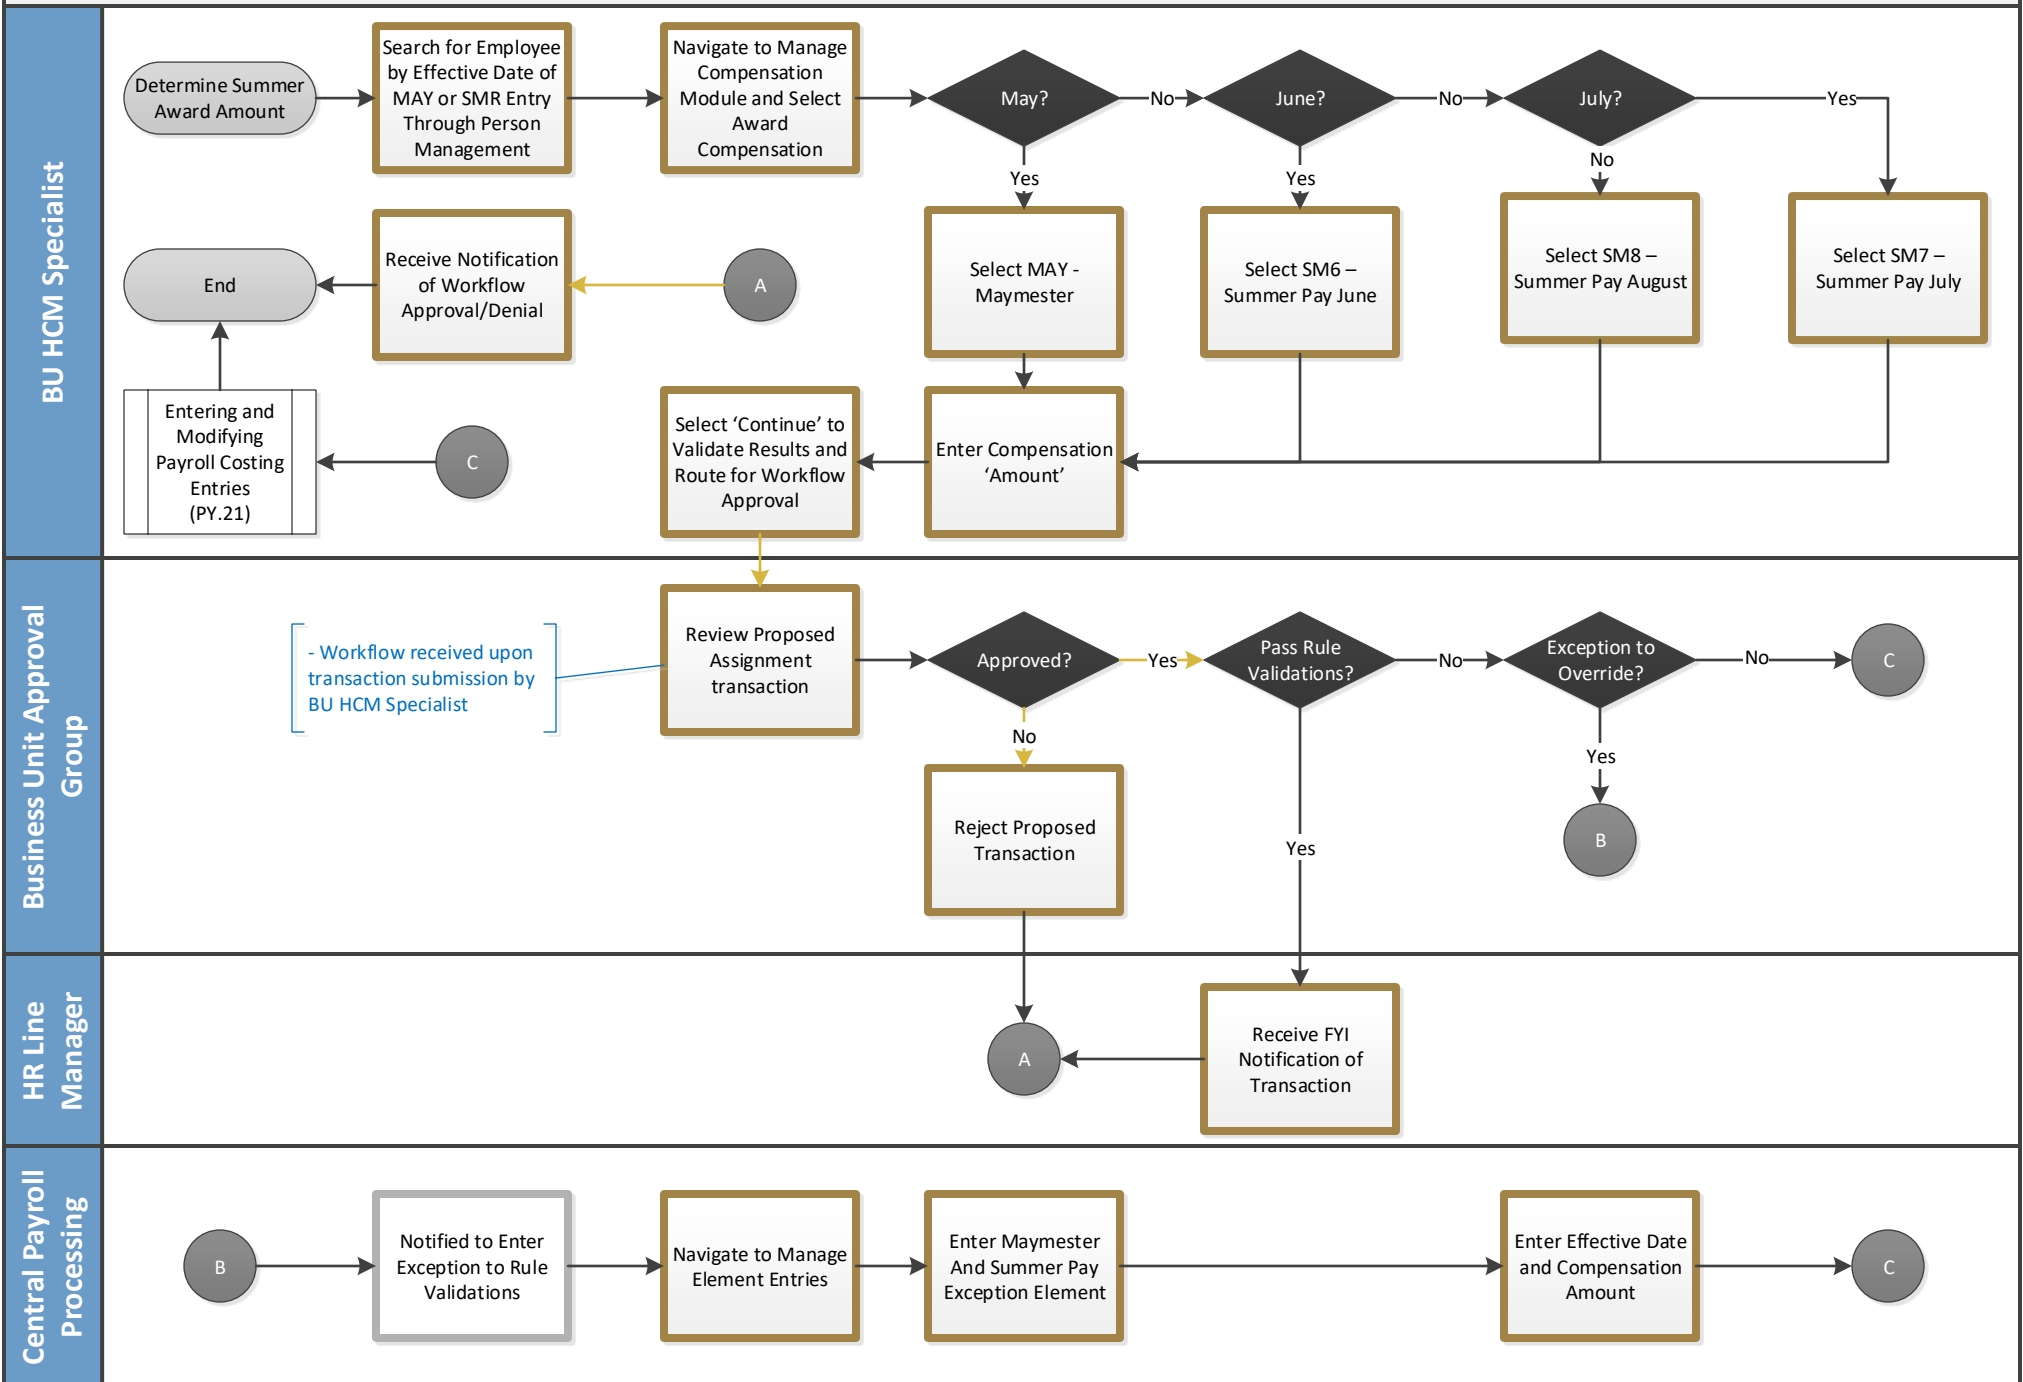 BU HCM Specialist
Determine Summer
Award Amount
Search for Employee
by Effective Date of
MAY or SMR Entry
Through Person
Management
Navigate to Manage
Compensation
Module and Select
Award
Compensation
May?
No
June?
No
July?
Yes
Yes
Yes
No
End
Receive Notification
of Workflow
Approval/Denial
A
Select MAY -
Maymester
Select SM6 –
Summer Pay June
Select SM8 –
Summer Pay August
Select SM7 –
Summer Pay July
Entering and
Modifying
Payroll Costing
Entries
(PY.21)
C
Select ‘Continue’ to
Validate Results and
Route for Workflow
Approval
Enter Compensation
‘Amount’
Business Unit Approval
Group
- Workflow received upon
transaction submission by
BU HCM Specialist
Review Proposed
Assignment
transaction
Approved?
Yes
Pass Rule
Validations?
No
Exception to
Override?
No
C
No
Yes
Reject Proposed
Transaction
Yes
B
HR Line
Manager
A
Receive FYI
Notification of
Transaction
Central Payroll
Processing
B
Notified to Enter
Exception to Rule
Validations
Navigate to Manage
Element Entries
Enter Maymester
And Summer Pay
Exception Element
Enter Effective Date
and Compensation
Amount
C